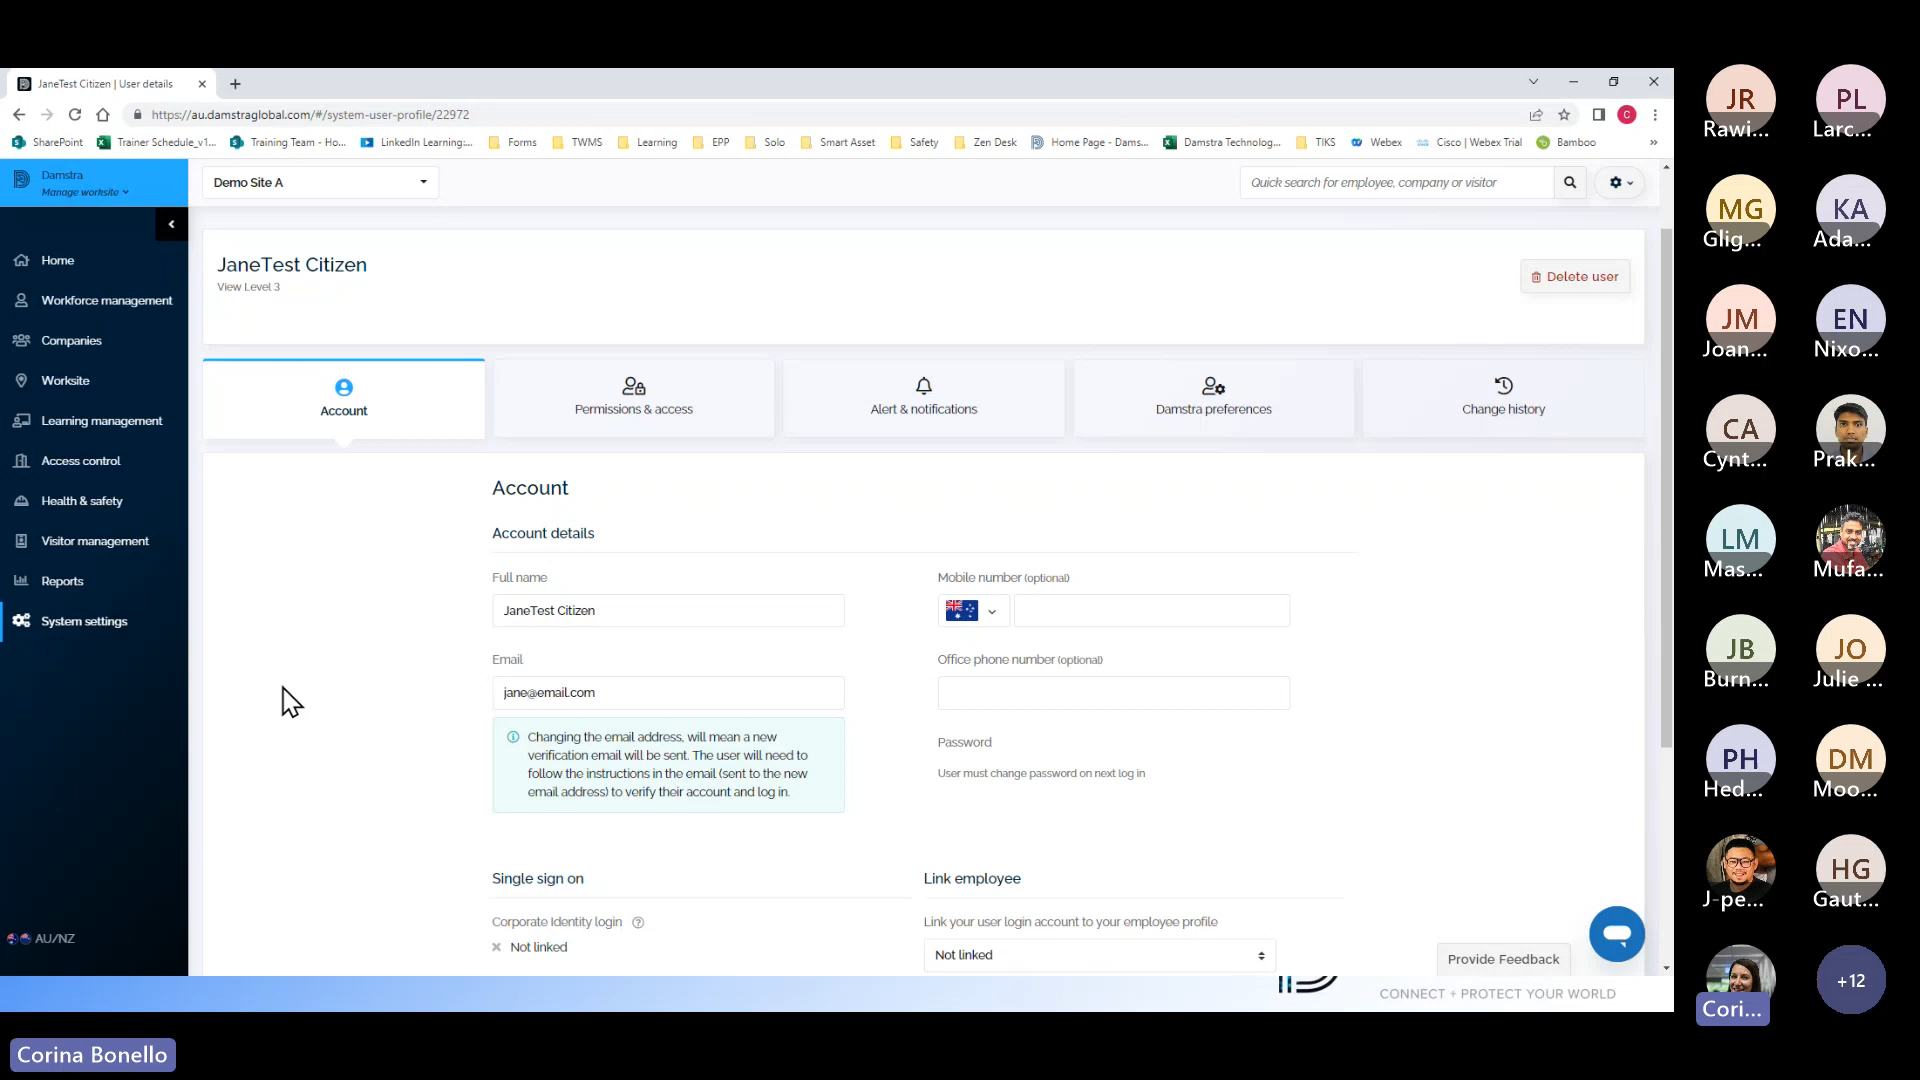 JaneTest Citizen | User details
https://au.damstraglobal.com/#/system-user-profile/22972
C
SharePoint
Trainer Schedule_v1...
Training Team - Ho...
LinkedIn Learning:...
Forms
TWMS
Learning
EPP
Solo
Smart Asset
Safety
Zen Desk
Home Page - Dams...
Damstra Technolog...
TIKS
Webex
Cisco | Webex Trial
Bamboo
»
Damstra
Manage worksite
Demo Site A
Quick search for employee, company or visitor
Home
Workforce management
Companies
Worksite
Learning management
Access control
Health & safety
Visitor management
Reports
System settings
AU/NZ
JaneTest Citizen
View Level 3
Delete user
Account
Permissions & access
Alert & notifications
Damstra preferences
Change history
Account
Account details
Full name
JaneTest Citizen
Mobile number (optional)
Email
jane@email.com
Office phone number (optional)
Changing the email address, will mean a new
verification email will be sent. The user will need to
follow the instructions in the email (sent to the new
email address) to verify their account and log in.
Password
User must change password on next log in
Single sign on
Corporate Identity login
Not linked
Link employee
Link your user login account to your employee profile
Not linked
Provide Feedback
CONNECT + PROTECT YOUR WORLD
Corina Bonello
JR
Rawi...
PL
Larc...
MG
Glig...
KA
Ada...
JM
Joan...
EN
Nixo...
CA
Cynt...
Prak...
LM
Mas...
Mufa...
JB
Burn...
JO
Julie ...
PH
Hed...
DM
Moo...
J-pe...
HG
Gaut...
Cori...
+12